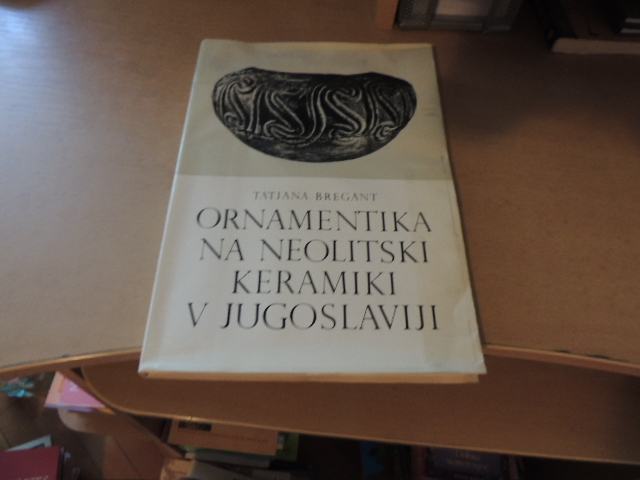 TATJANA BREGANT
ORNAMENTIKA
NA NEOLITSKI
KERAMIKI
V JUGOSLAVIJI